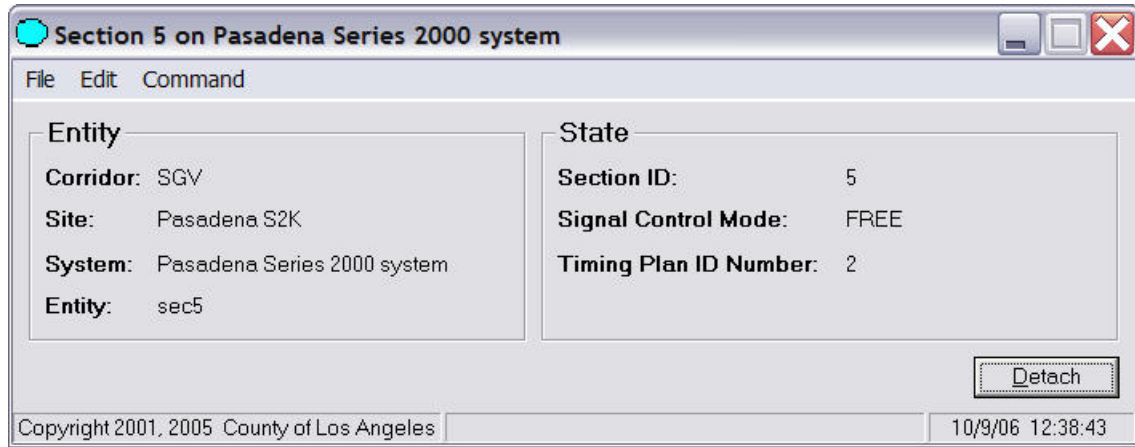 Section 5 on Pasadena Series 2000 system
File Edit Command
Entity
Corridor: SGV
Site: Pasadena S2K
System: Pasadena Series 2000 system
Entity: sec5
State
Section ID: 5
Signal Control Mode: FREE
Timing Plan ID Number: 2
Detach
Copyright 2001, 2005 County of Los Angeles
10/9/06 12:38:43